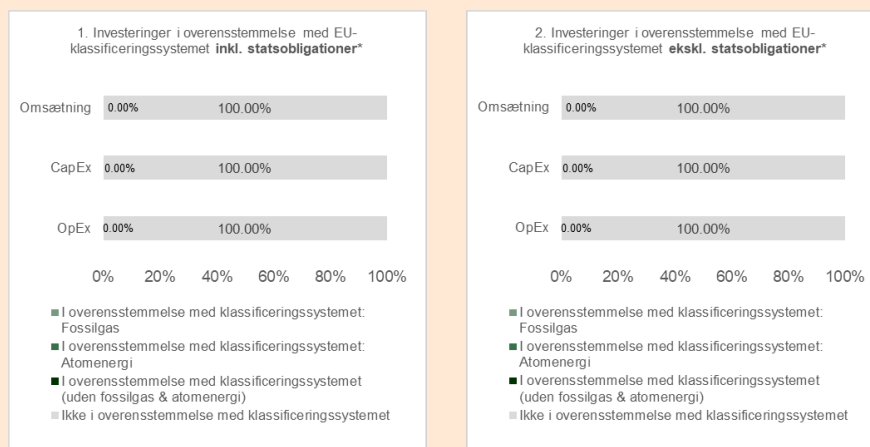 1. Investeringer i overensstemmelse med EU-
klassificeringssystemet inkl. statsobligationer*
Omsætning 0.00% 100.00%
CapEx 0.00% 100.00%
OpEx 0.00% 100.00%
0% 20% 40% 60% 80% 100%
I overensstemmelse med klassificeringssystemet:
Fossilgas
I overensstemmelse med klassificeringssystemet:
Atomenergi
I overensstemmelse med klassificeringssystemet
(uden fossilgas & atomenergi)
Ikke i overensstemmelse med klassificeringssystemet
2. Investeringer i overensstemmelse med EU-
klassificeringssystemet ekskl. statsobligationer*
Omsætning 0.00% 100.00%
CapEx 0.00% 100.00%
OpEx 0.00% 100.00%
0% 20% 40% 60% 80% 100%
I overensstemmelse med klassificeringssystemet:
Fossilgas
I overensstemmelse med klassificeringssystemet:
Atomenergi
I overensstemmelse med klassificeringssystemet
(uden fossilgas & atomenergi)
Ikke i overensstemmelse med klassificeringssystemet